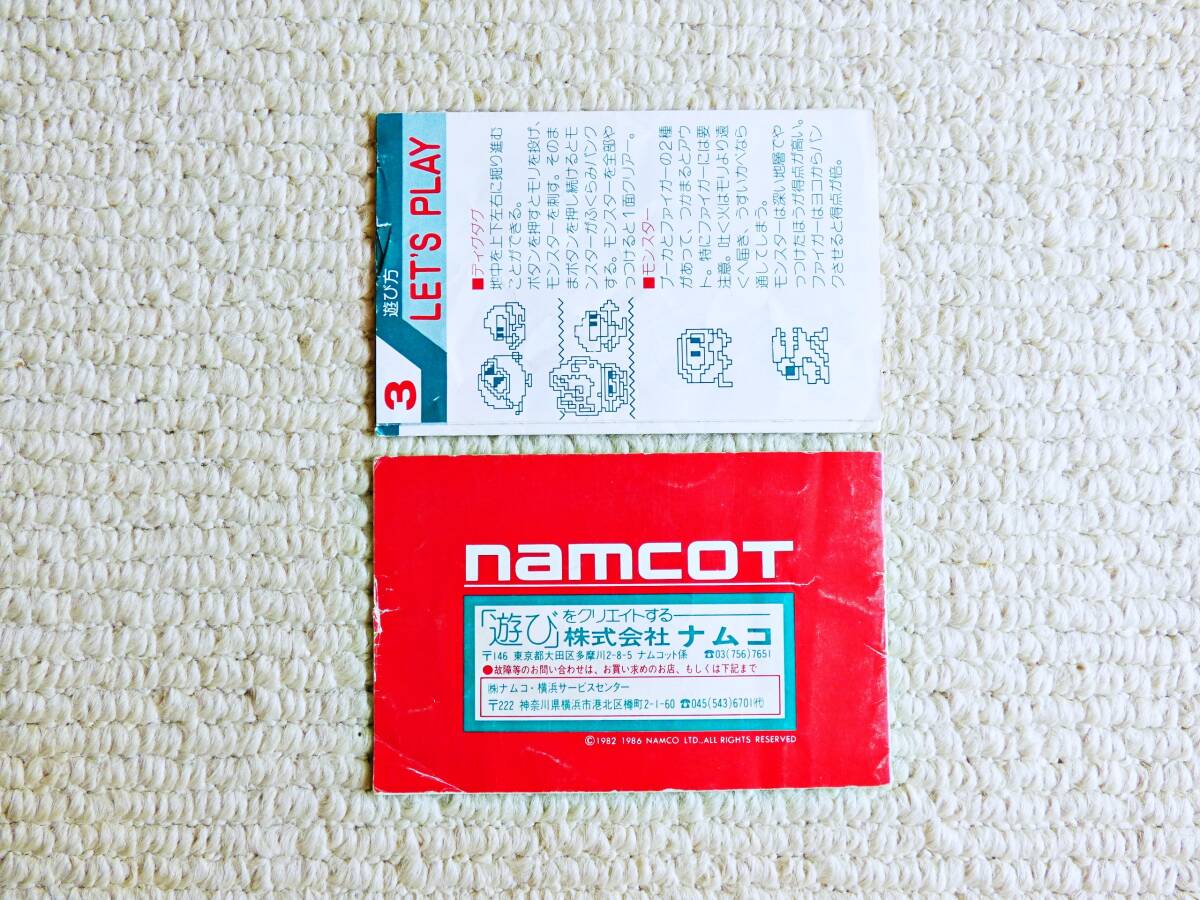 3
遊び方
LET'S PLAY
■ディグダグ
地中を上下左右に掘り進む
ことができる。
ボタンを押すとモリを投げ、
モンスターを刺す。そのま
まボタンを押し続けるとモ
ンスターがふくらみパンク
する。モンスターを全部や
っつけると1面クリアー。
■モンスター
プーカとファイガーの2種
があって、つかまるとアウ
ト。特にファイガーには要
注意。吐く火はモリより遠
くへ届き、うすいカベなら
通してしまう。
モンスターは深い地層でや
っつけたほうが得点が高い。
ファイガーはヨコからパン
クさせると得点が倍。
namcoT
「遊び」をクリエイトする
株式会社 ナムコ
〒146 東京都大田区多摩川2-8-5 ナムコット係 ☎03(756)7651
●故障等のお問い合わせは、お買い求めのお店、もしくは下記まで
㈱ナムコ・横浜サービスセンター
〒222 神奈川県横浜市港北区樽町2-1-60 ☎045(543)6701㈹
©1982 1986 NAMCO LTD.,ALL RIGHTS RESERVED